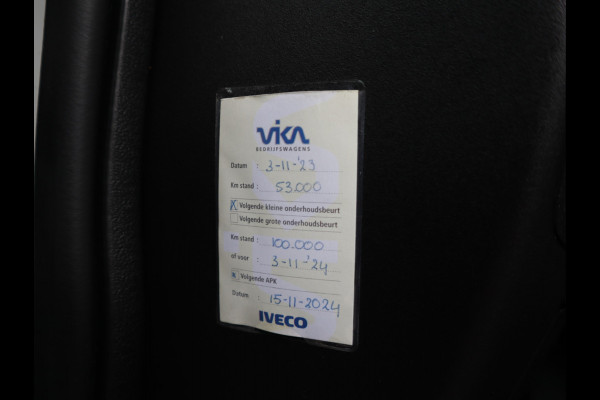 VIKA
BEDRIJFSWAGENS
Datum : 3-11-'23
Km stand : 53.000
X Volgende kleine onderhoudsbeurt
Volgende grote onderhoudsbeurt
Km stand : 100.000
of voor : 3-11-'24
x Volgende APK
Datum : 15-11-2024
IVECO